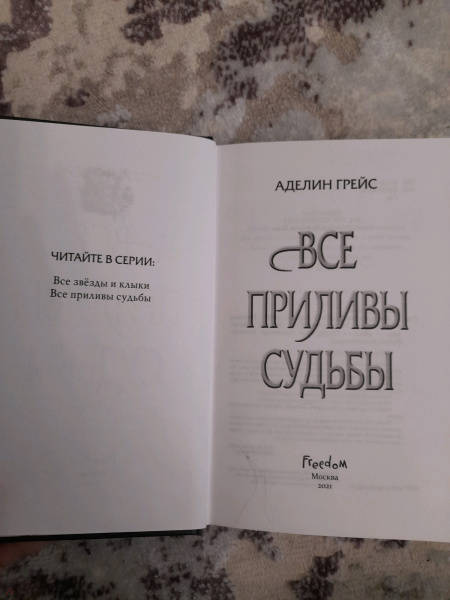 ЧИТАЙТЕ В СЕРИИ:
Все звёзды и клыки
Все приливы судьбы
АДЕЛИН ГРЕЙС
ВСЕ
ПРИЛИВЫ
СУДЬБЫ
Freedom
Москва
2021